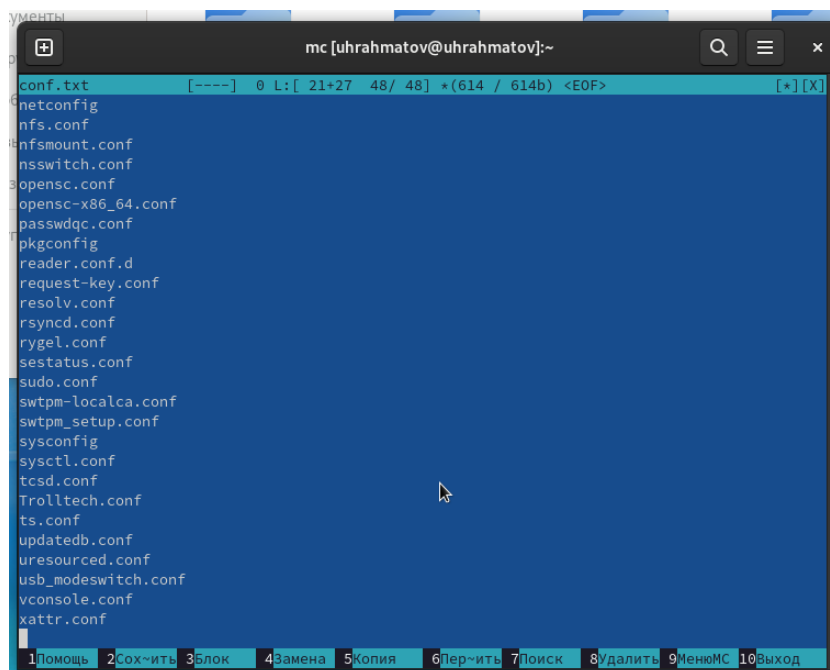 ументы
mc [uhrahmatov@uhrahmatov]:~
conf.txt [----] 0 L:[ 21+27 48/ 48] *(614 / 614b) <EOF> [*][X]
netconfig
nfs.conf
nfsmount.conf
nsswitch.conf
opensc.conf
opensc-x86_64.conf
passwdqc.conf
pkgconfig
reader.conf.d
request-key.conf
resolv.conf
rsyncd.conf
rygel.conf
sestatus.conf
sudo.conf
swtpm-localca.conf
swtpm_setup.conf
sysconfig
sysctl.conf
tcsd.conf
Trolltech.conf
ts.conf
updatedb.conf
uresourced.conf
usb_modeswitch.conf
vconsole.conf
xattr.conf
1Помощь 2Сох~ить 3Блок 4Замена 5Копия 6Пер~ить 7Поиск 8Удалить 9МенюМС 10Выход